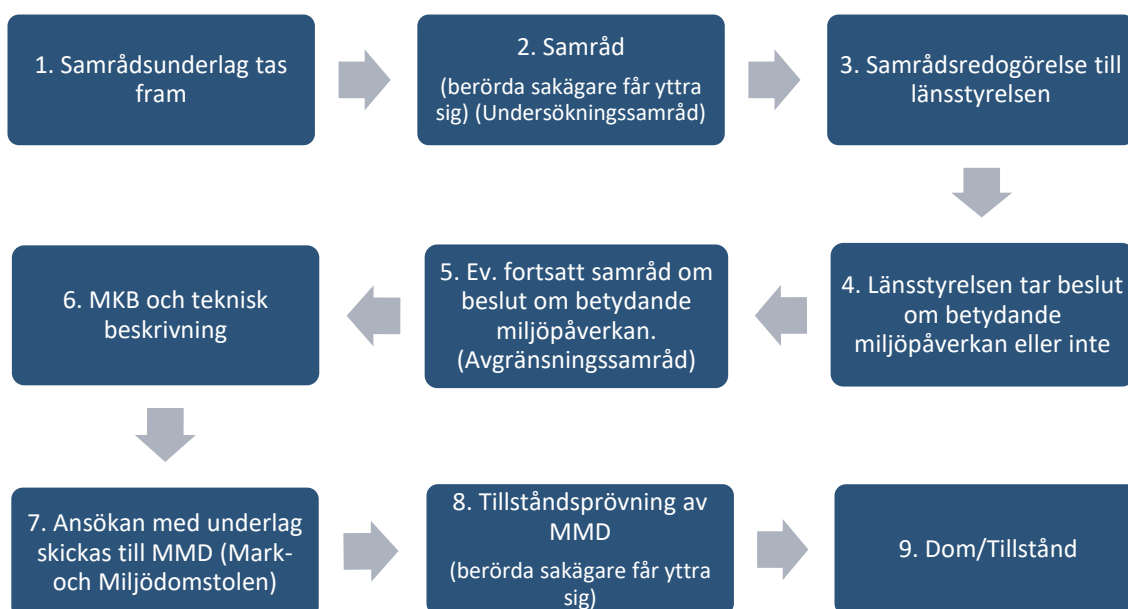 1. Samrådsunderlag tas
fram
2. Samråd
(berörda sakägare får yttra
sig) (Undersökningssamråd)
3. Samrådsredogörelse till
länsstyrelsen
4. Länsstyrelsen tar beslut
om betydande
miljöpåverkan eller inte
5. Ev. fortsatt samråd om
beslut om betydande
miljöpåverkan.
(Avgränsningssamråd)
6. MKB och teknisk
beskrivning
7. Ansökan med underlag
skickas till MMD (Mark-
och Miljödomstolen)
8. Tillståndsprövning av
MMD
(berörda sakägare får yttra
sig)
9. Dom/Tillstånd